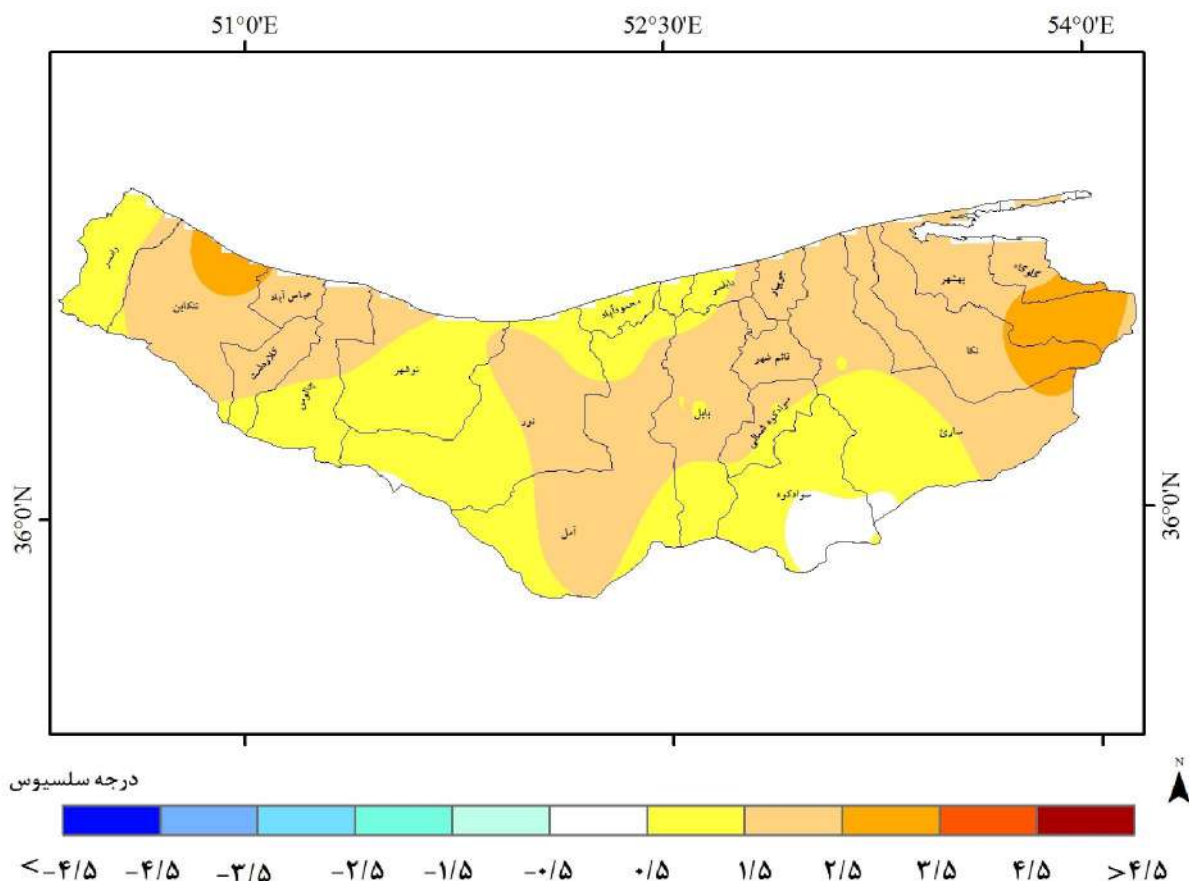 51°0'E 52°30'E 54°0'E
رامسر
تنکابن
عباس آباد
کلاردشت
چالوس
نوشهر
نور
آمل
محمودآباد
بابلسر
بابل
جویبار
قائم شهر
سوادکوه شمالی
سوادکوه
ساری
نکا
بهشهر
گلوگاه
36°0'N 36°0'N
درجه سلسیوس
N
<-۴/۵ -۴/۵ -۳/۵ -۲/۵ -۱/۵ -۰/۵ ۰/۵ ۱/۵ ۲/۵ ۳/۵ ۴/۵ >۴/۵